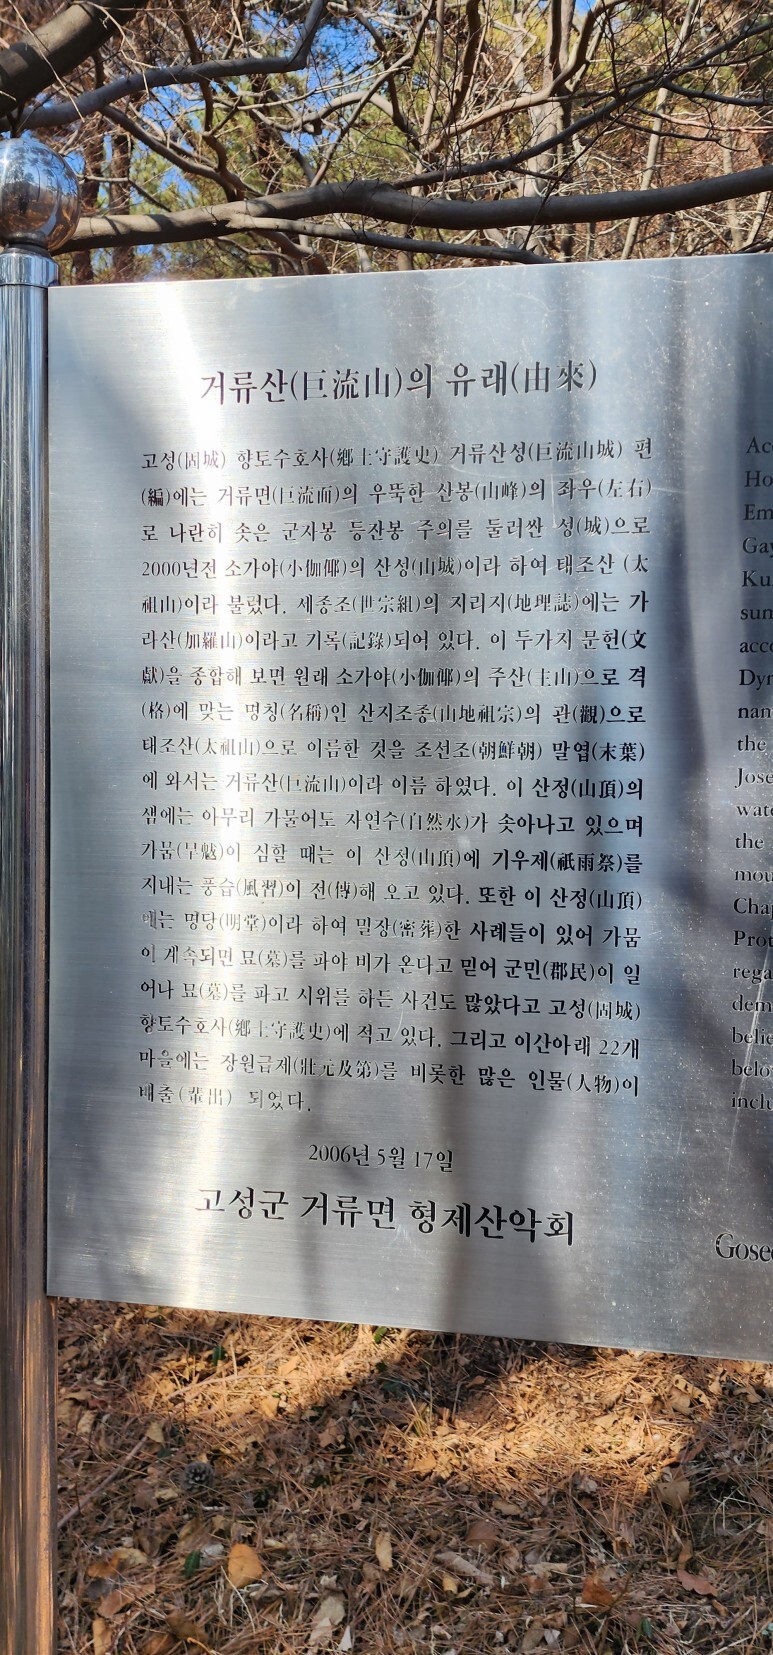 거류산(巨流山)의 유래(由來)
고성(固城) 향토수호사(鄕土守護史) 거류산성(巨流山城) 편
(編)에는 거류면(巨流面)의 우뚝한 산봉(山峰)의 좌우(左右)
로 나란히 솟은 군자봉 등잔봉 주의를 둘러싼 성(城)으로
2000년전 소가야(小伽倻)의 산성(山城)이라 하여 태조산 (太
祖山)이라 불렀다. 세종조(世宗組)의 지리지(地理誌)에는 가
라산(加羅山)이라고 기록(記錄)되어 있다. 이 두가지 문헌(文
獻)을 종합해 보면 원래 소가야(小伽倻)의 주산(主山)으로 격
(格)에 맞는 명칭(名稱)인 산지조종(山地祖宗)의 관(觀)으로
태조산(太祖山)으로 이름한 것을 조선조(朝鮮朝) 말엽(末葉)
에 와서는 거류산(巨流山)이라 이름 하였다. 이 산정(山頂)의
샘에는 아무리 가물어도 자연수(自然水)가 솟아나고 있으며
가뭄(旱魃)이 심할 때는 이 산정(山頂)에 기우제(祇雨祭)를
지내는 풍습(風習)이 전(傳)해 오고 있다. 또한 이 산정(山頂)
에는 명당(明堂)이라 하여 밀장(密葬)한 사례들이 있어 가뭄
이 계속되면 묘(墓)를 파야 비가 온다고 믿어 군민(郡民)이 일
어나 묘(墓)를 파고 시위를 하든 사건도 많았다고 고성(固城)
향토수호사(鄕土守護史)에 적고 있다. 그리고 이산아래 22개
마을에는 장원급제(壯元及第)를 비롯한 많은 인물(人物)이
배출(輩出) 되었다.
2006년 5월 17일
고성군 거류면 형제산악회
Ku
the
Jose
the